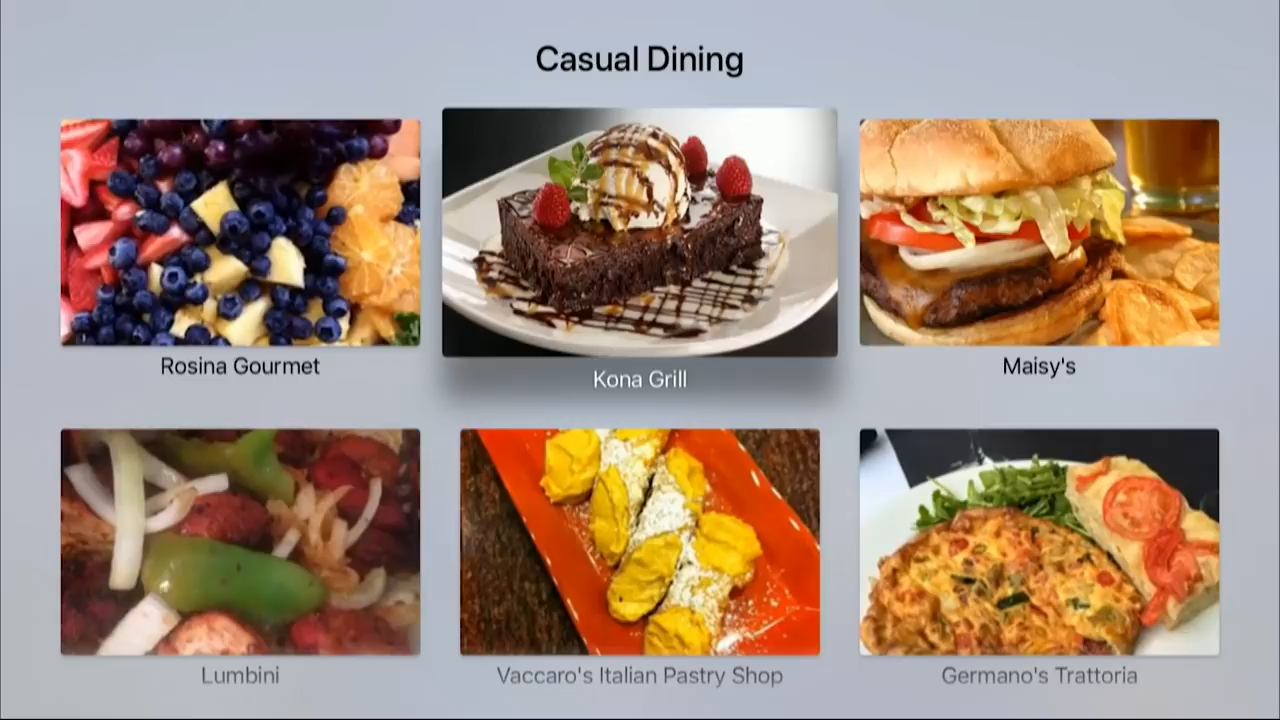 Casual Dining
Rosina Gourmet
Kona Grill
Maisy's
Lumbini
Vaccaro's Italian Pastry Shop
Germano's Trattoria